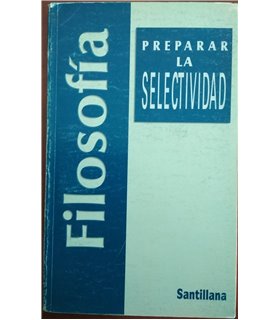 Filosofía
PREPARAR
LA
SELECTIVIDAD
Santillana